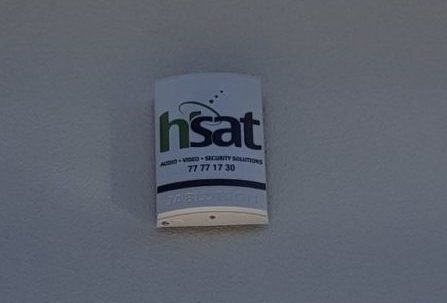 hsat
AUDIO • VIDEO • SECURITY SOLUTIONS
77 77 17 30